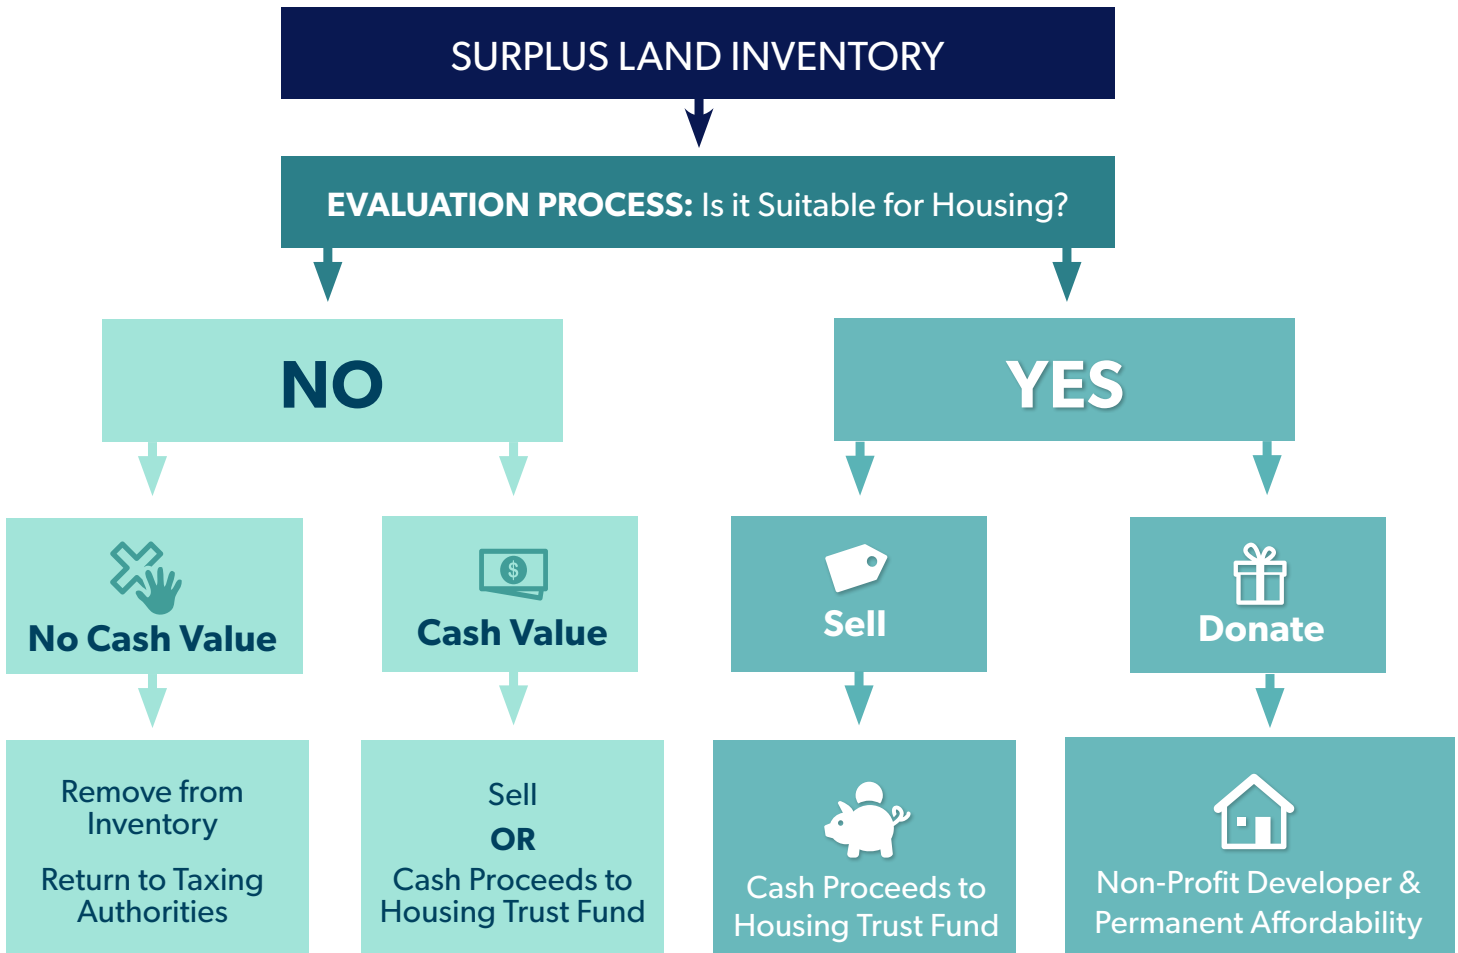 SURPLUS LAND INVENTORY
EVALUATION PROCESS: Is it Suitable for Housing?
NO
YES
No Cash Value
$
Cash Value
Sell
Donate
Remove from
Inventory
Return to Taxing
Authorities
Sell
OR
Cash Proceeds to
Housing Trust Fund
Cash Proceeds to
Housing Trust Fund
Non-Profit Developer &
Permanent Affordability